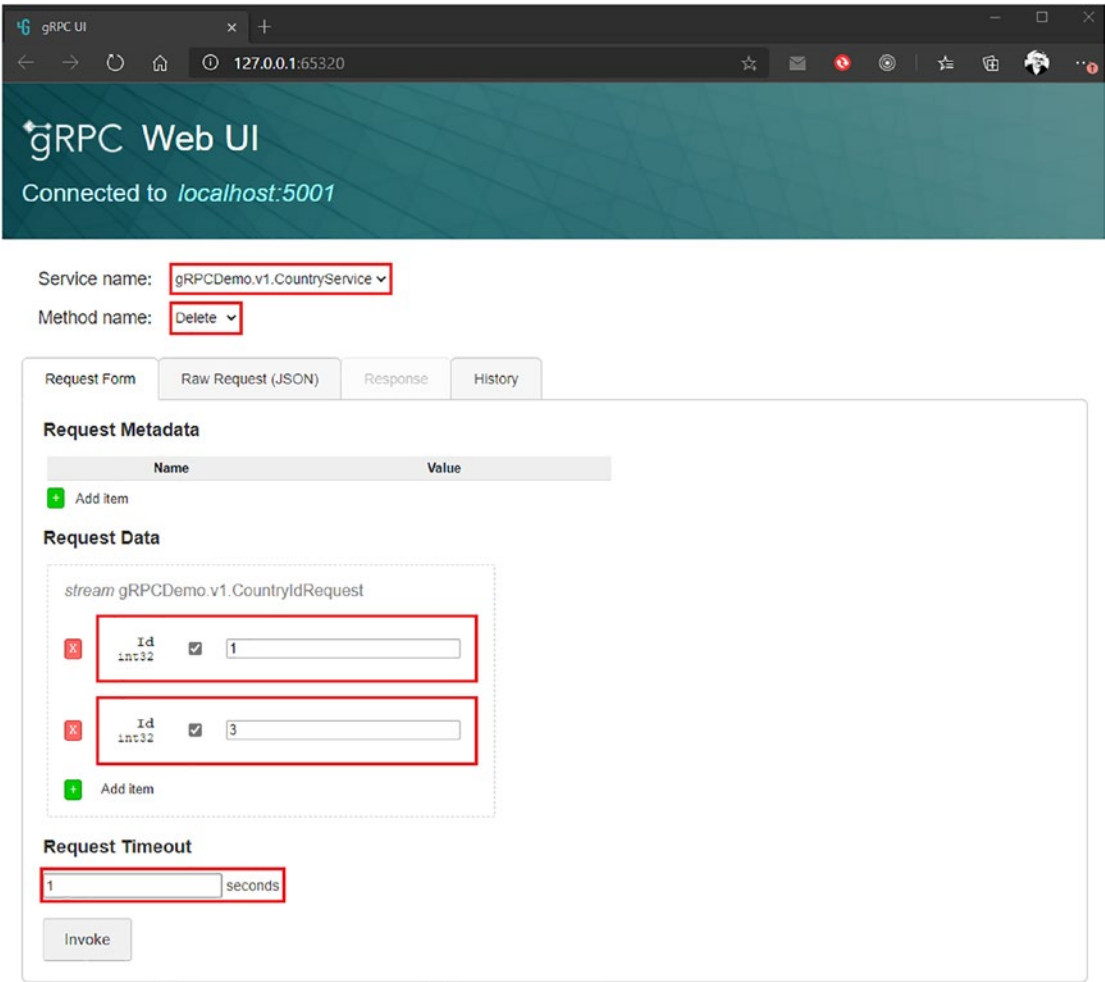 gRPC UI
127.0.0.1:65320
gRPC Web UI
Connected to localhost:5001
Service name: gRPCDemo.v1.CountryService
Method name: Delete
Request Form Raw Request (JSON) Response History
Request Metadata
Name Value
+ Add item
Request Data
stream gRPCDemo.v1.CountryIdRequest
X Id int32 1
X Id int32 3
+ Add item
Request Timeout
1 seconds
Invoke